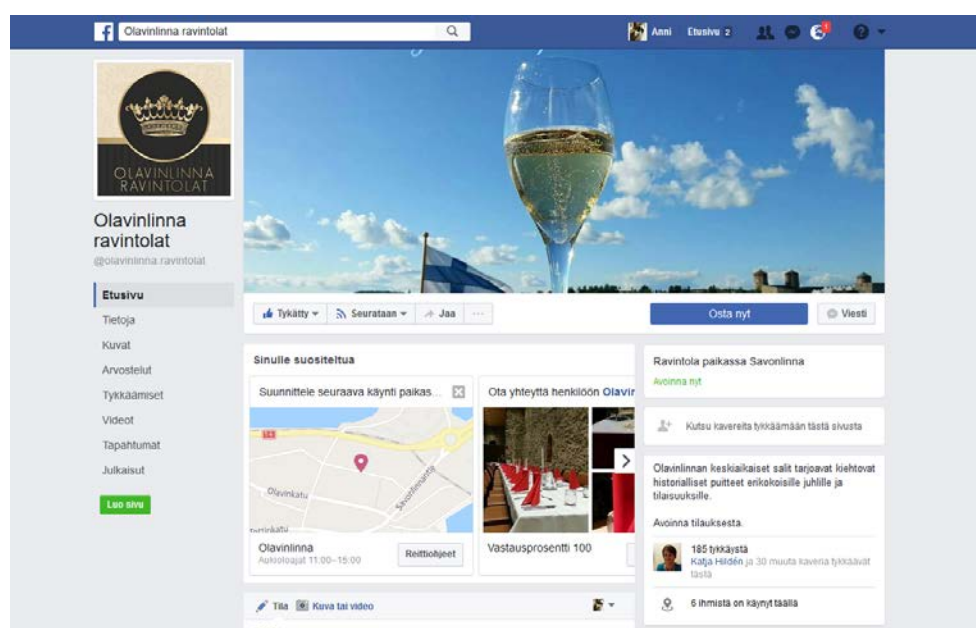 Olavinlinna ravintolat
Anni Etusivu 2
1
OLAVINLINNA
RAVINTOLAT
Olavinlinna
ravintolat
@olavinlinna.ravintolat
Etusivu
Tietoja
Kuvat
Arvostelut
Tykkäämiset
Videot
Tapahtumat
Julkaisut
Luo sivu
Tykätty Seurataan Jaa ...
Osta nyt Viesti
Sinulle suositeltua
Suunnittele seuraava käynti paikas...
14
Olavinkatu
Savonlinnantie
Olavinlinna
Aukioloajat 11:00–15:00
Reittiohjeet
Ota yhteyttä henkilöön Olavir
Vastausprosentti 100
Tila Kuva tai video
Ravintola paikassa Savonlinna
Avoinna nyt
Kutsu kavereita tykkäämään tästä sivusta
Olavinlinnan keskiaikaiset salit tarjoavat kiehtovat
historialliset puitteet erikokoisille juhlille ja
tilaisuuksille.
Avoinna tilauksesta.
185 tykkäystä
Katja Hildén ja 30 muuta kaveria tykkäävät
tästä
6 ihmistä on käynyt täällä